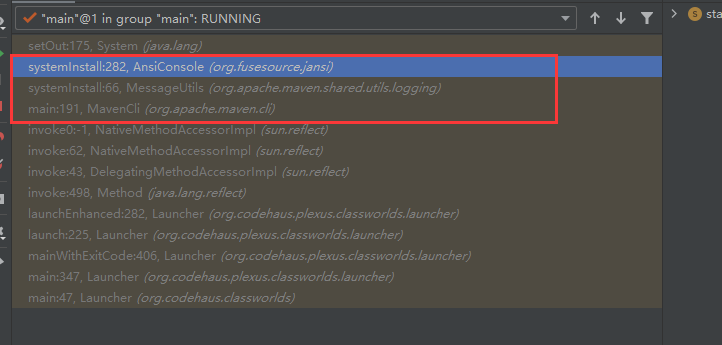 "main"@1 in group "main": RUNNING
S sta
setOut:175, System (java.lang)
systemInstall:282, AnsiConsole (org.fusesource.jansi)
systemInstall:66, MessageUtils (org.apache.maven.shared.utils.logging)
main:191, MavenCli (org.apache.maven.cli)
invoke0:-1, NativeMethodAccessorImpl (sun.reflect)
invoke:62, NativeMethodAccessorImpl (sun.reflect)
invoke:43, DelegatingMethodAccessorImpl (sun.reflect)
invoke:498, Method (java.lang.reflect)
launchEnhanced:282, Launcher (org.codehaus.plexus.classworlds.launcher)
launch:225, Launcher (org.codehaus.plexus.classworlds.launcher)
mainWithExitCode:406, Launcher (org.codehaus.plexus.classworlds.launcher)
main:347, Launcher (org.codehaus.plexus.classworlds.launcher)
main:47, Launcher (org.codehaus.classworlds)